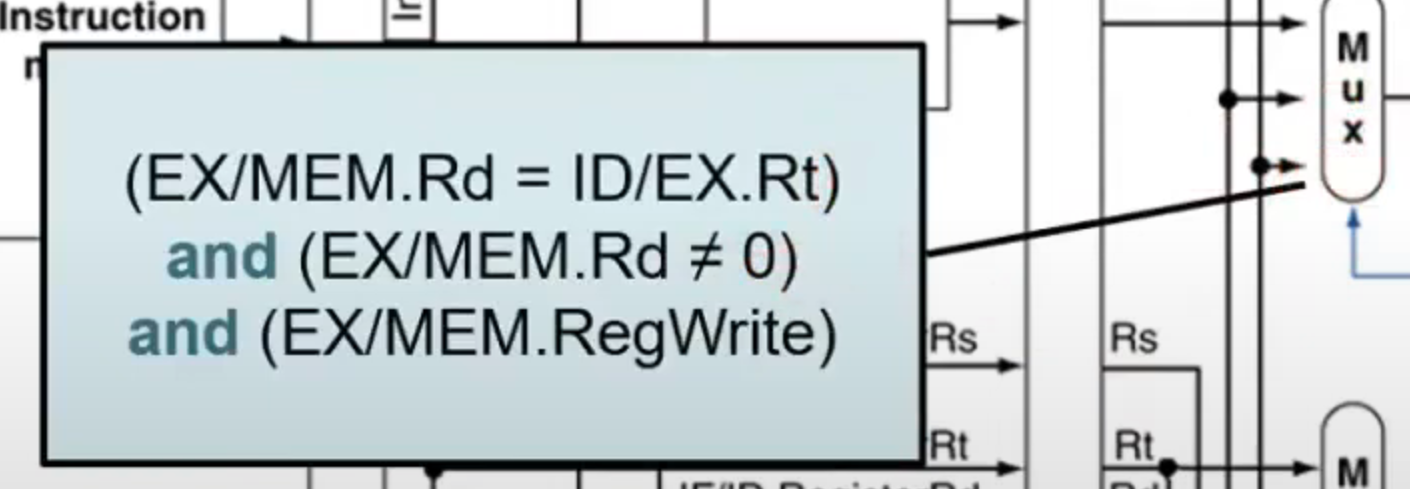 Instruction
(EX/MEM.Rd = ID/EX.Rt)
and (EX/MEM.Rd ≠ 0)
and (EX/MEM.RegWrite)
Mux
Rs
Rs
Rt
Rt
M